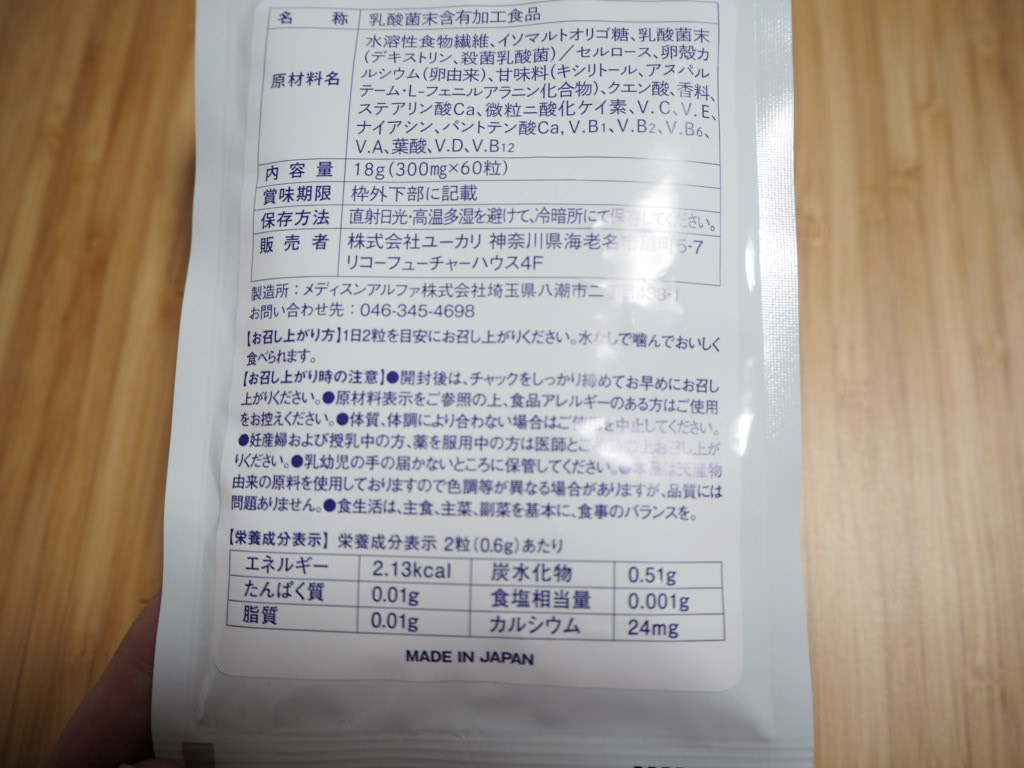 名称 乳酸菌末含有加工食品
原材料名 水溶性食物繊維、イソマルトオリゴ糖、乳酸菌末
(デキストリン、殺菌乳酸菌)/セルロース、卵殻カ
ルシウム(卵由来)、甘味料(キシリトール、アスパル
テーム・L-フェニルアラニン化合物)、クエン酸、香料、
ステアリン酸Ca、微粒二酸化ケイ素、V.C、V.E、
ナイアシン、パントテン酸Ca、V.B1、V.B2、V.B6、
V.A、葉酸、V.D、V.B12
内容量 18g(300mg×60粒)
賞味期限 枠外下部に記載
保存方法 直射日光・高温多湿を避けて、冷暗所にて保存してください。
販売者 株式会社ユーカリ 神奈川県海老名市 町5-7
リコーフューチャーハウス4F
製造所:メディスンアルファ株式会社埼玉県八潮市二丁目
お問い合わせ先:046-345-4698
【お召し上がり方】1日2粒を目安にお召し上がりください。水なしで噛んでおいしく
食べられます。
【お召し上がり時の注意】●開封後は、チャックをしっかり締めてお早めにお召し
上がりください。●原材料表示をご参照の上、食品アレルギーのある方はご使用
をお控えください。●体質、体調により合わない場合はご使用を中止してください。
●妊産婦および授乳中の方、薬を服用中の方は医師とご の上お召し上が
りください。●乳幼児の手の届かないところに保管してください。●本品は天産物
由来の原料を使用しておりますので色調等が異なる場合がありますが、品質には
問題ありません。●食生活は、主食、主菜、副菜を基本に、食事のバランスを。
【栄養成分表示】栄養成分表示 2粒(0.6g)あたり
エネルギー 2.13kcal 炭水化物 0.51g
たんぱく質 0.01g 食塩相当量 0.001g
脂質 0.01g カルシウム 24mg
MADE IN JAPAN